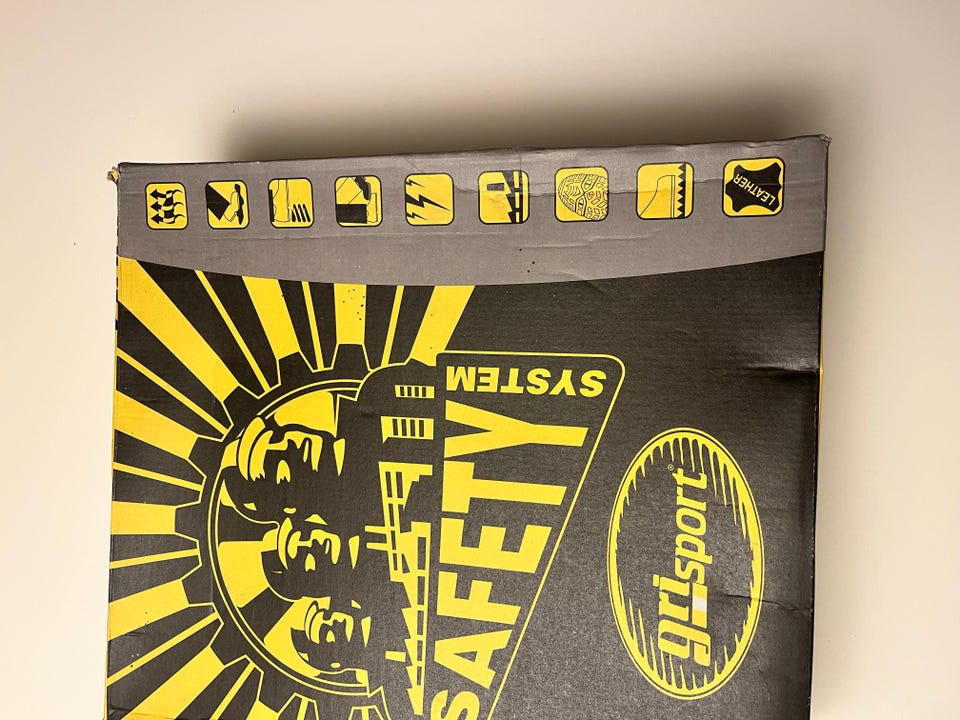 LEATHER
SAFETY
SYSTEM
grisport®